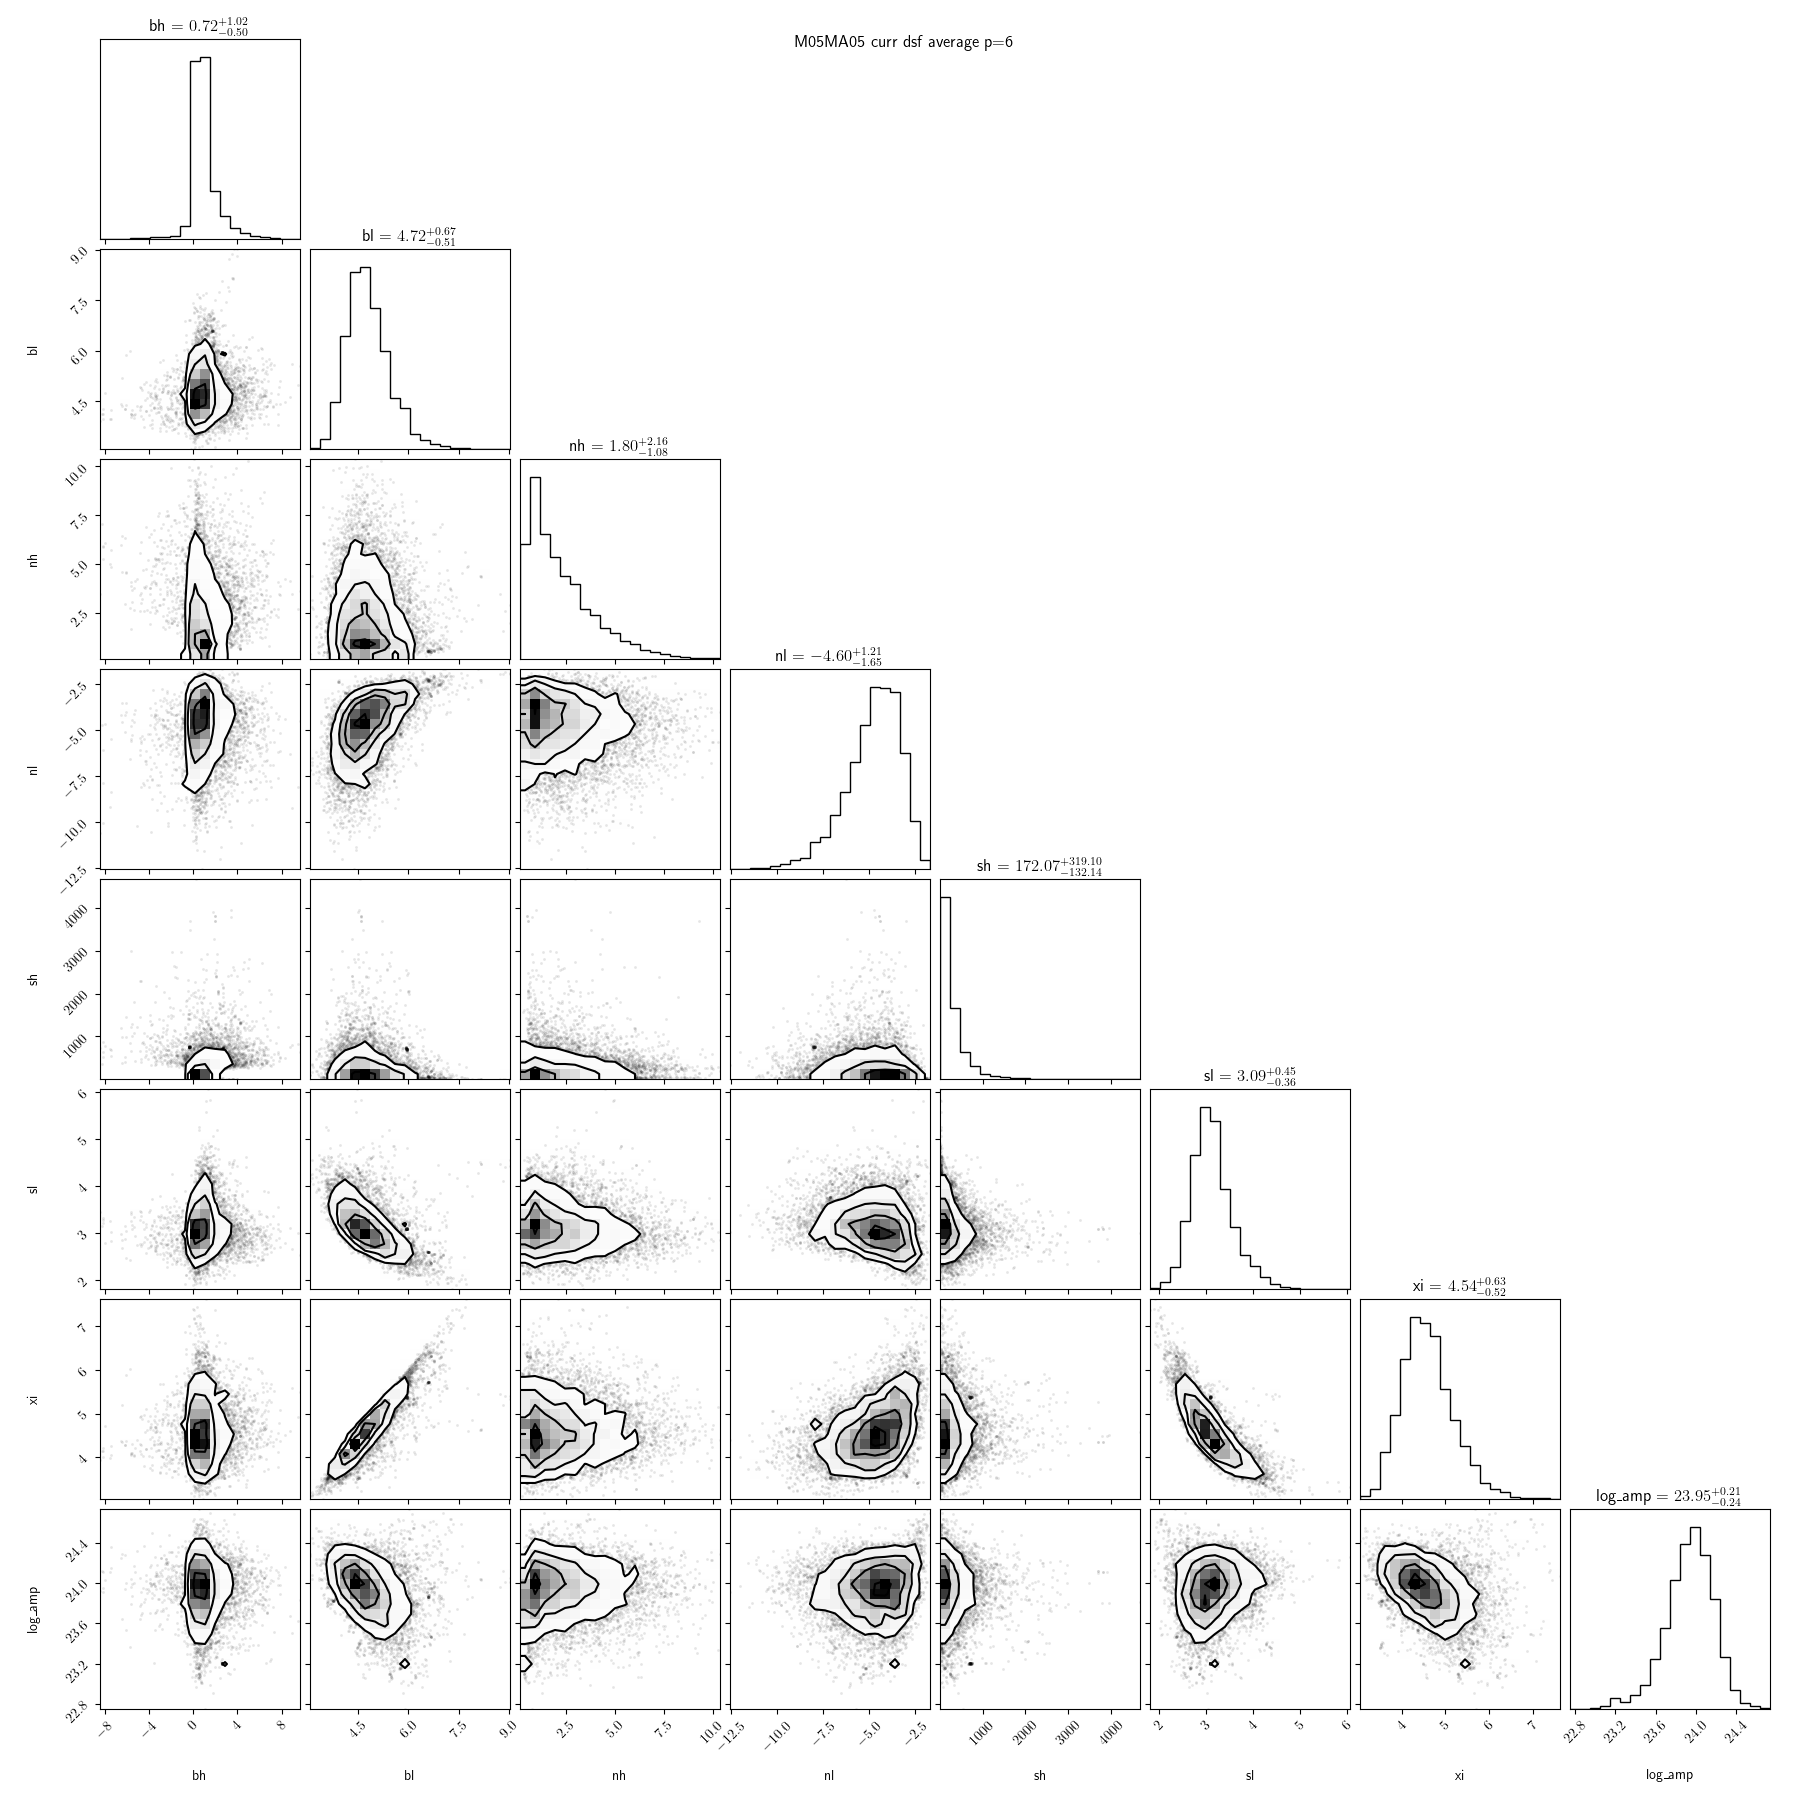 bh = 0.72+1.02−0.50
M05MA05 curr dsf average p=6
bl = 4.72+0.67−0.51
9.0
7.5
6.0
4.5
bl
nh = 1.80+2.16−1.08
10.0
7.5
5.0
2.5
nh
nl = −4.60+1.21−1.65
−2.5
−5.0
−7.5
−10.0
−12.5
nl
sh = 172.07+319.10−132.14
4000
3000
2000
1000
sh
sl = 3.09+0.45−0.36
6
5
4
3
2
sl
xi = 4.54+0.63−0.52
7
6
5
4
xi
log_amp = 23.95+0.21−0.24
24.4
24.0
23.6
23.2
22.8
log_amp
−8 −4 0 4 8 4.5 6.0 7.5 9.0 2.5 5.0 7.5 10.0 −12.5 −10.0 −7.5 −5.0 −2.5 1000 2000 3000 4000 2 3 4 5 6 4 5 6 7 22.8 23.2 23.6 24.0 24.4
bh bl nh nl sh sl xi log_amp